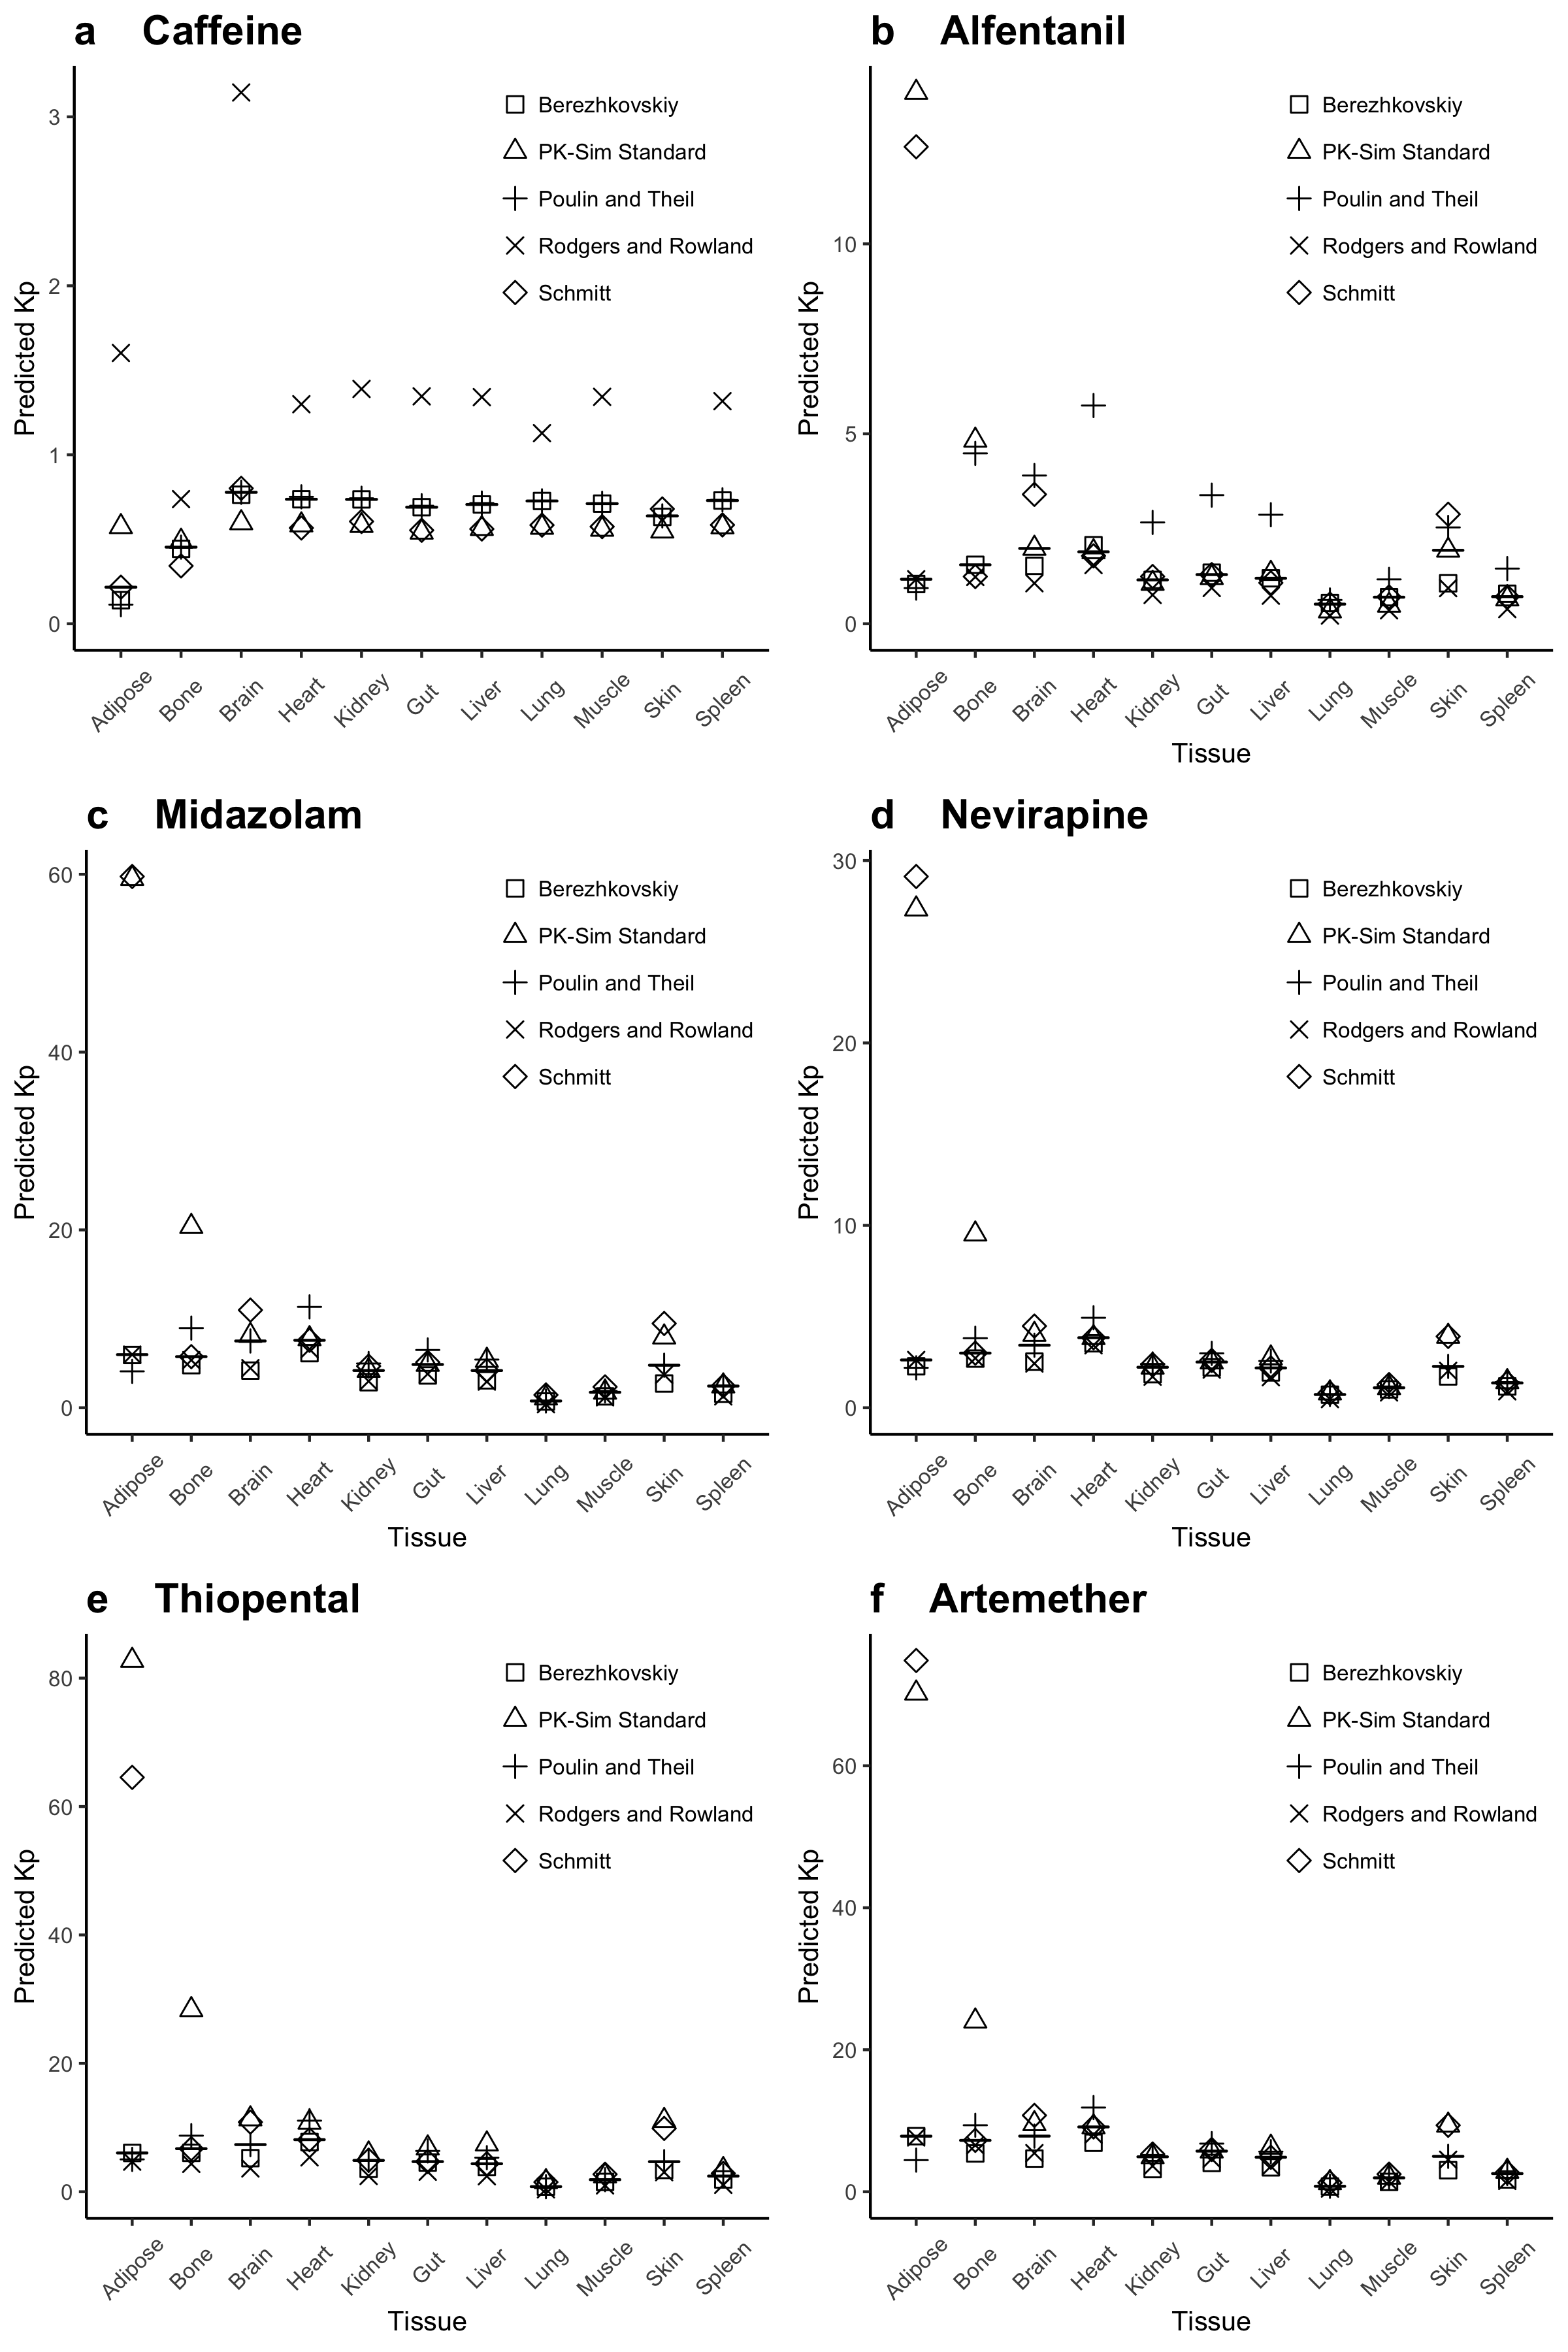 a Caffeine
3
2
1
0
Predicted Kp
Berezhkovskiy
PK-Sim Standard
Poulin and Theil
Rodgers and Rowland
Schmitt
Adipose Bone Brain Heart Kidney Gut Liver Lung Muscle Skin Spleen
b Alfentanil
10
5
0
Predicted Kp
Berezhkovskiy
PK-Sim Standard
Poulin and Theil
Rodgers and Rowland
Schmitt
Adipose Bone Brain Heart Kidney Gut Liver Lung Muscle Skin Spleen
Tissue
c Midazolam
60
40
20
0
Predicted Kp
Berezhkovskiy
PK-Sim Standard
Poulin and Theil
Rodgers and Rowland
Schmitt
Adipose Bone Brain Heart Kidney Gut Liver Lung Muscle Skin Spleen
Tissue
d Nevirapine
30
20
10
0
Predicted Kp
Berezhkovskiy
PK-Sim Standard
Poulin and Theil
Rodgers and Rowland
Schmitt
Adipose Bone Brain Heart Kidney Gut Liver Lung Muscle Skin Spleen
Tissue
e Thiopental
80
60
40
20
0
Predicted Kp
Berezhkovskiy
PK-Sim Standard
Poulin and Theil
Rodgers and Rowland
Schmitt
Adipose Bone Brain Heart Kidney Gut Liver Lung Muscle Skin Spleen
Tissue
f Artemether
60
40
20
0
Predicted Kp
Berezhkovskiy
PK-Sim Standard
Poulin and Theil
Rodgers and Rowland
Schmitt
Adipose Bone Brain Heart Kidney Gut Liver Lung Muscle Skin Spleen
Tissue